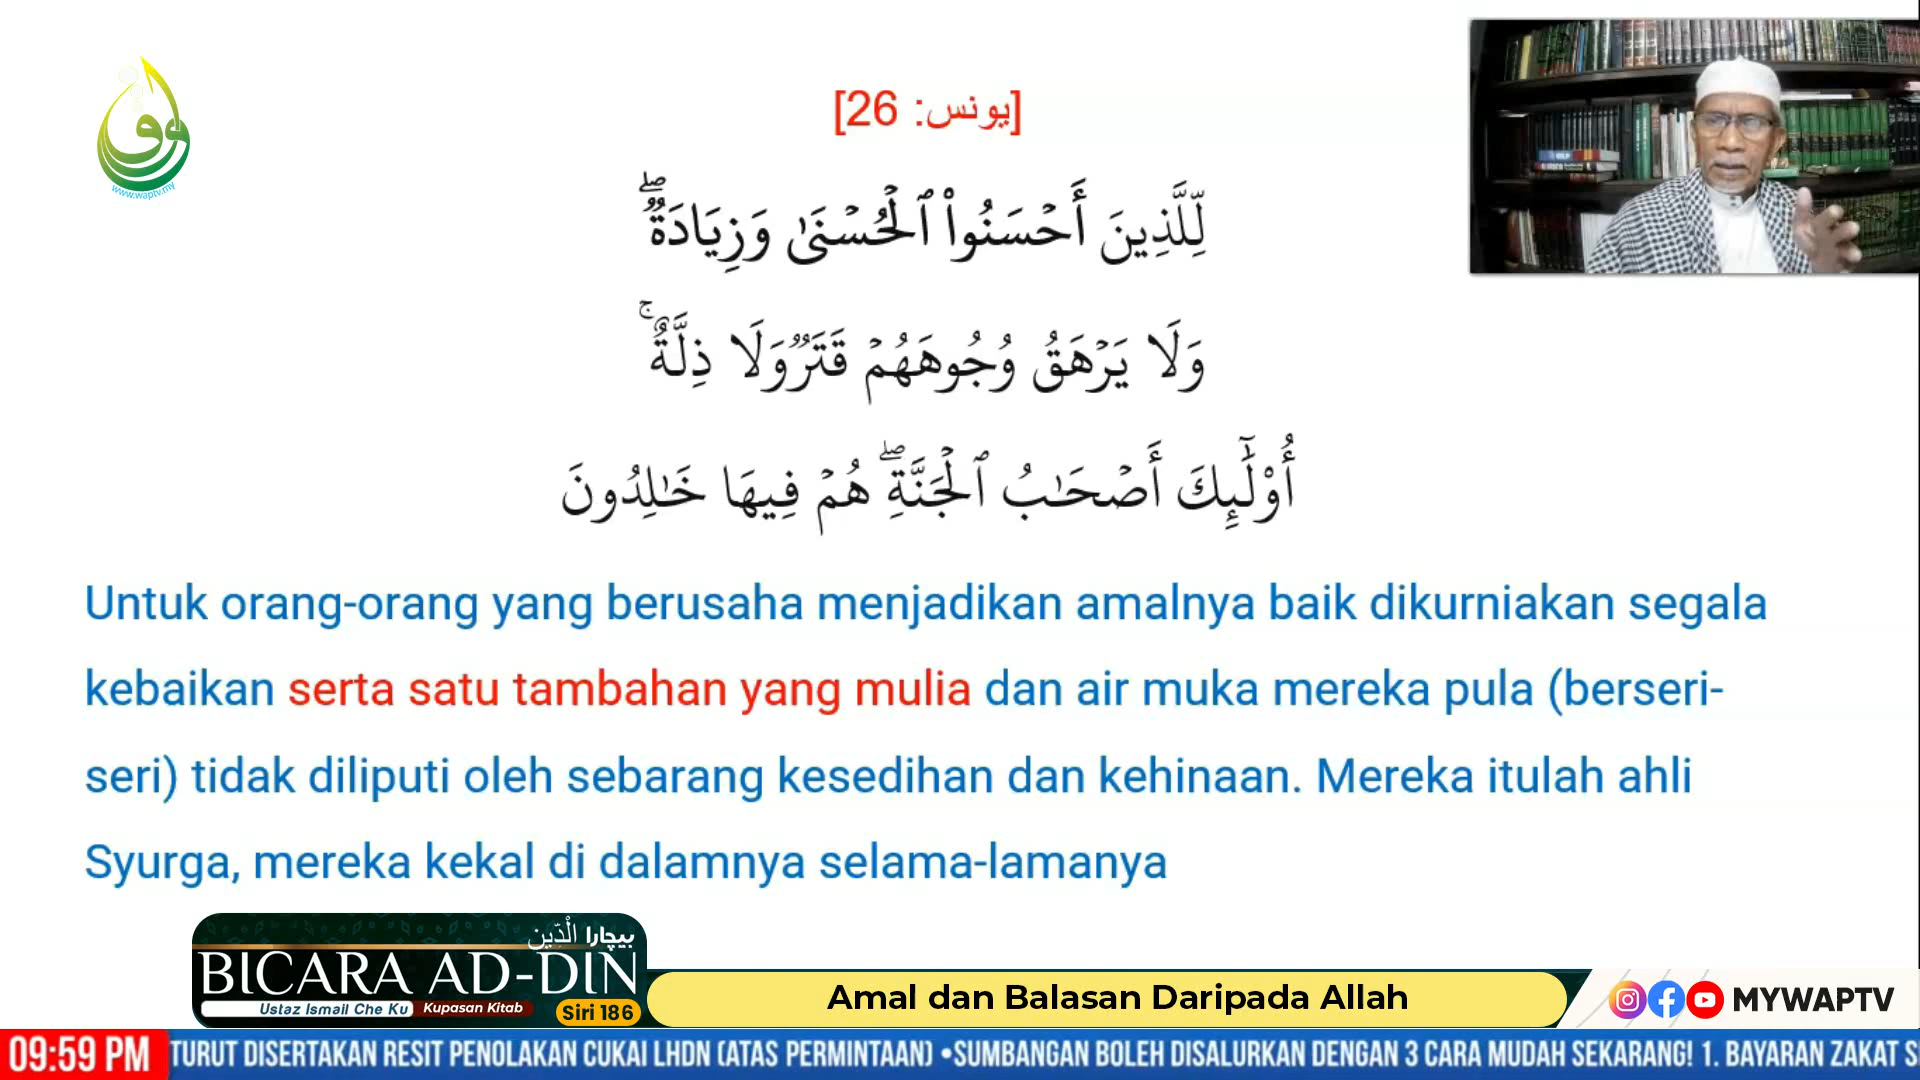 [يونس: 26]
لِّلَّذِينَ أَحۡسَنُواْ ٱلۡحُسۡنَىٰ وَزِيَادَةٞۖ
وَلَا يَرۡهَقُ وُجُوهَهُمۡ قَتَرٞ وَلَا ذِلَّةٌۚ
أُوْلَٰٓئِكَ أَصۡحَٰبُ ٱلۡجَنَّةِۖ هُمۡ فِيهَا خَٰلِدُونَ
Untuk orang-orang yang berusaha menjadikan amalnya baik dikurniakan segala
kebaikan serta satu tambahan yang mulia dan air muka mereka pula (berseri-
seri) tidak diliputi oleh sebarang kesedihan dan kehinaan. Mereka itulah ahli
Syurga, mereka kekal di dalamnya selama-lamanya
www.waptv.my
بيچارا الْدِّين
BICARA AD-DIN
Ustaz Ismail Che Ku Kupasan Kitab
Siri 186
Amal dan Balasan Daripada Allah
MYWAPTV
09:59 PM TURUT DISERTAKAN RESIT PENOLAKAN CUKAI LHDN (ATAS PERMINTAAN) •SUMBANGAN BOLEH DISALURKAN DENGAN 3 CARA MUDAH SEKARANG! 1. BAYARAN ZAKAT S